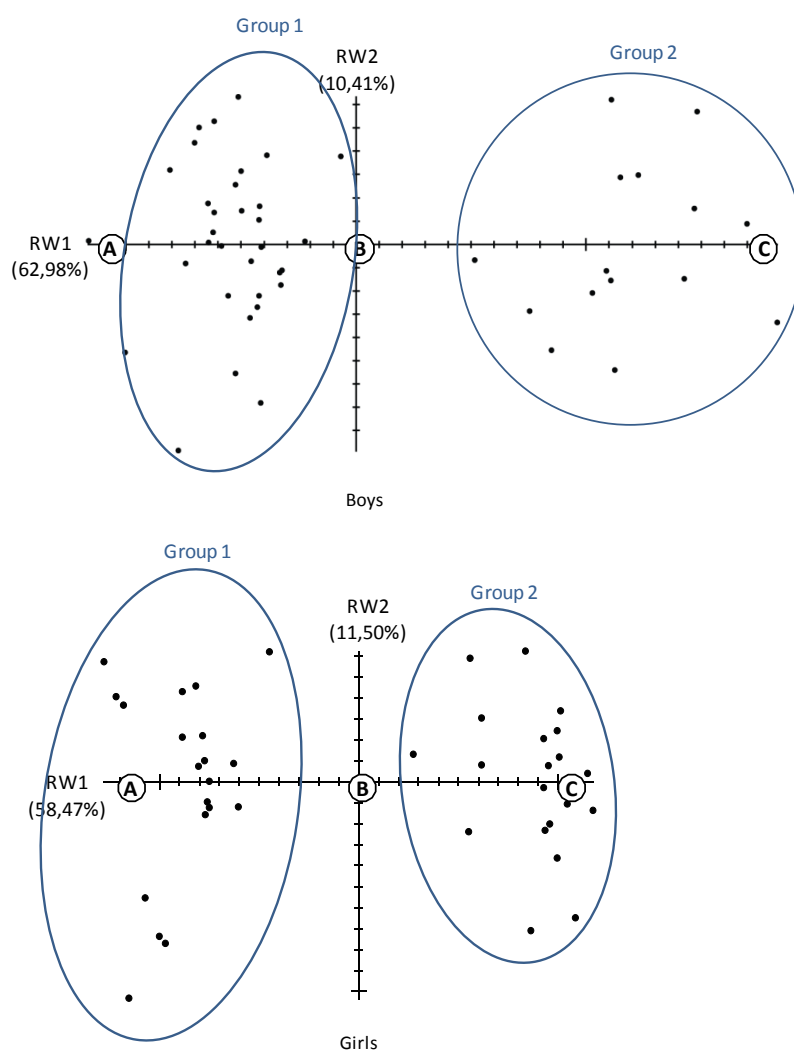 Group 1
RW2
(10,41%)
Group 2
RW1
(62,98%)
A
B
C
Boys
Group 1
RW2
(11,50%)
Group 2
RW1
(58,47%)
A
B
C
Girls